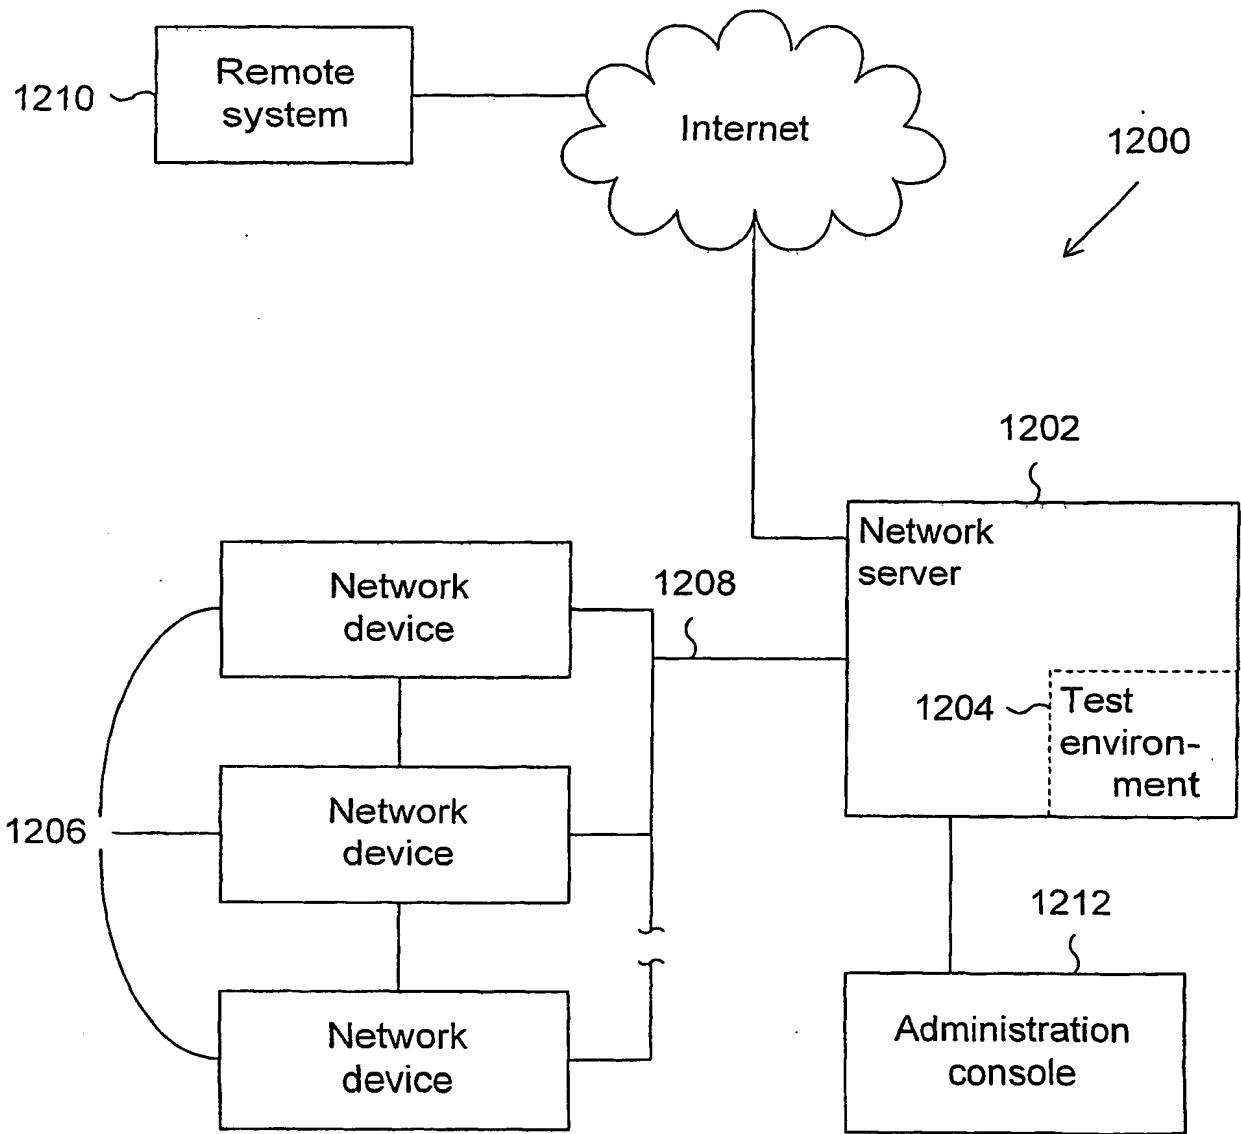 Remote
system
1210
Internet
1200
1202
Network
server
1208
Network
device
1204
Test
environ-
ment
Network
device
1206
1212
Network
device
Administration
console